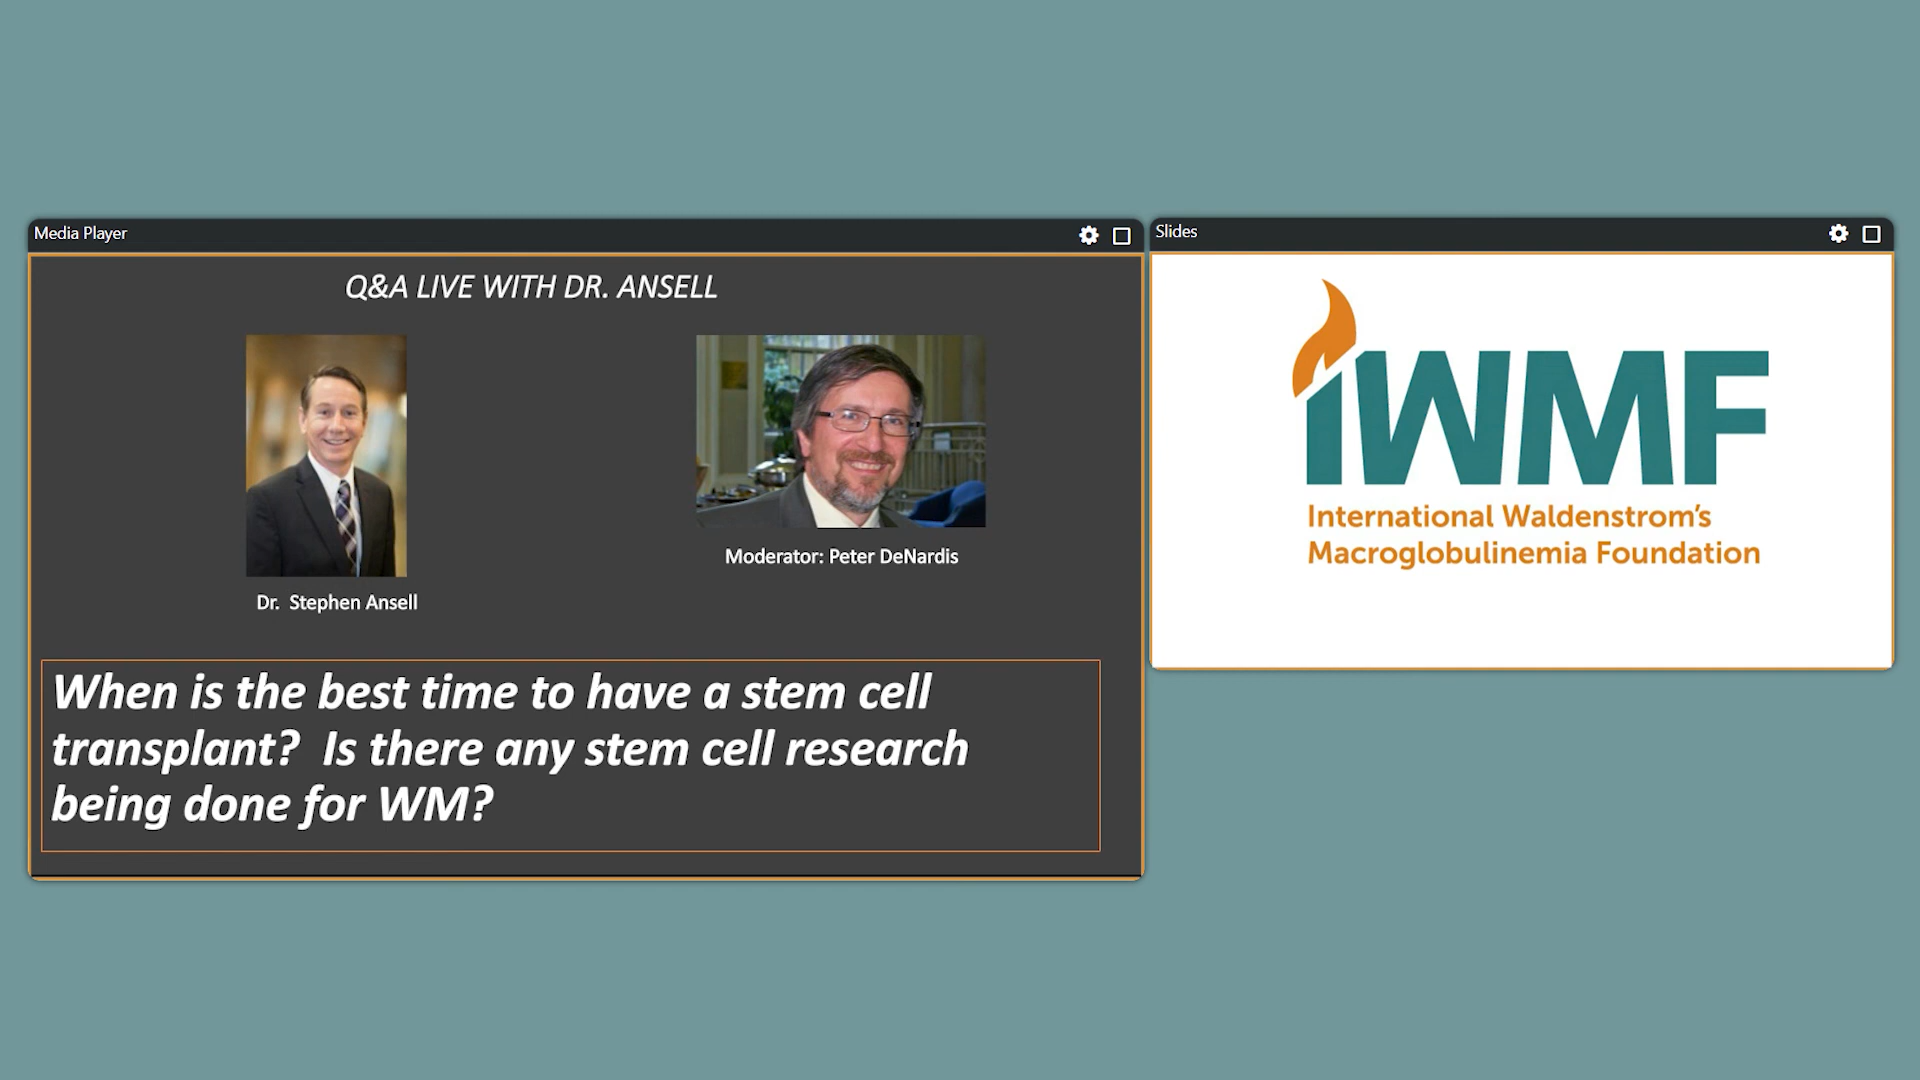 Media Player
Q&A LIVE WITH DR. ANSELL
Dr. Stephen Ansell
Moderator: Peter DeNardis
When is the best time to have a stem cell
transplant? Is there any stem cell research
being done for WM?
Slides
IWMF
International Waldenstrom's
Macroglobulinemia Foundation